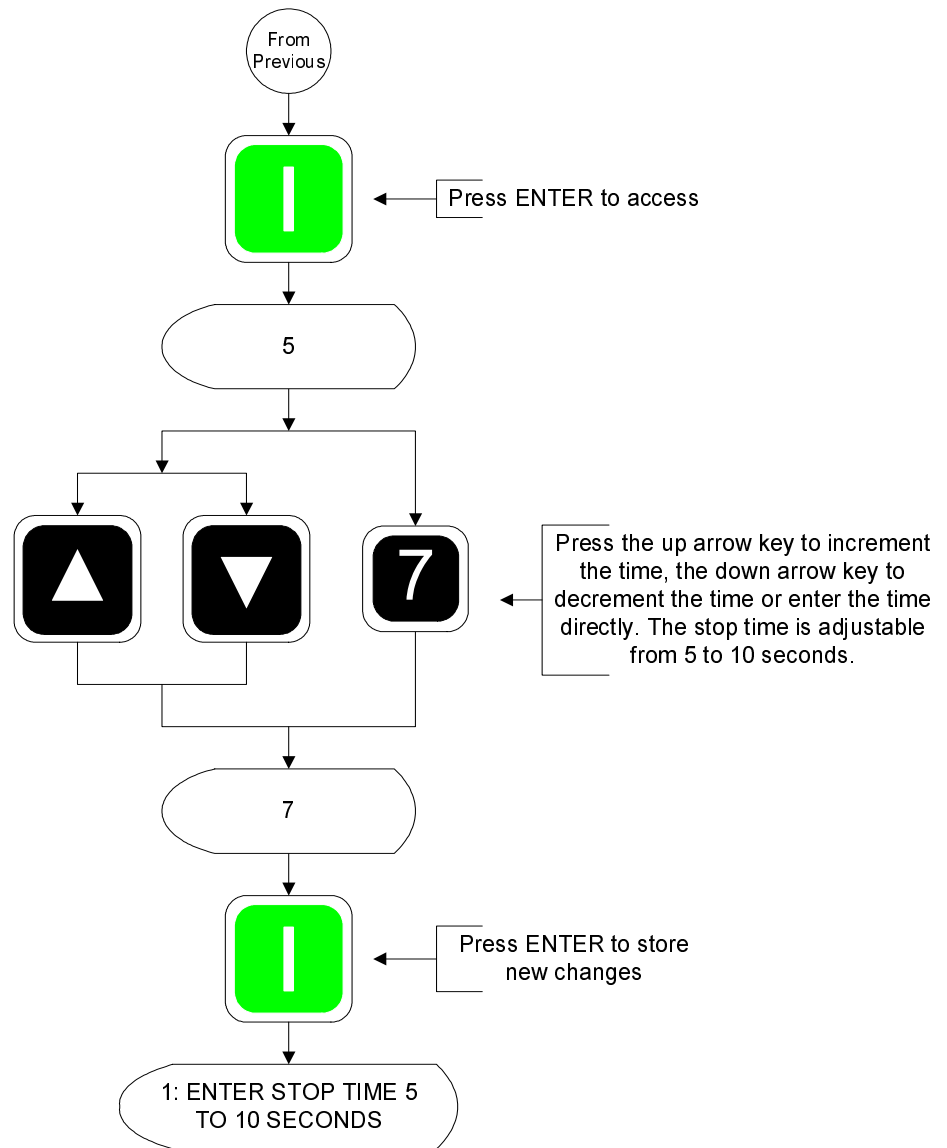 From
Previous
Press ENTER to access
5
7
Press the up arrow key to increment
the time, the down arrow key to
decrement the time or enter the time
directly. The stop time is adjustable
from 5 to 10 seconds.
7
Press ENTER to store
new changes
1: ENTER STOP TIME 5
TO 10 SECONDS